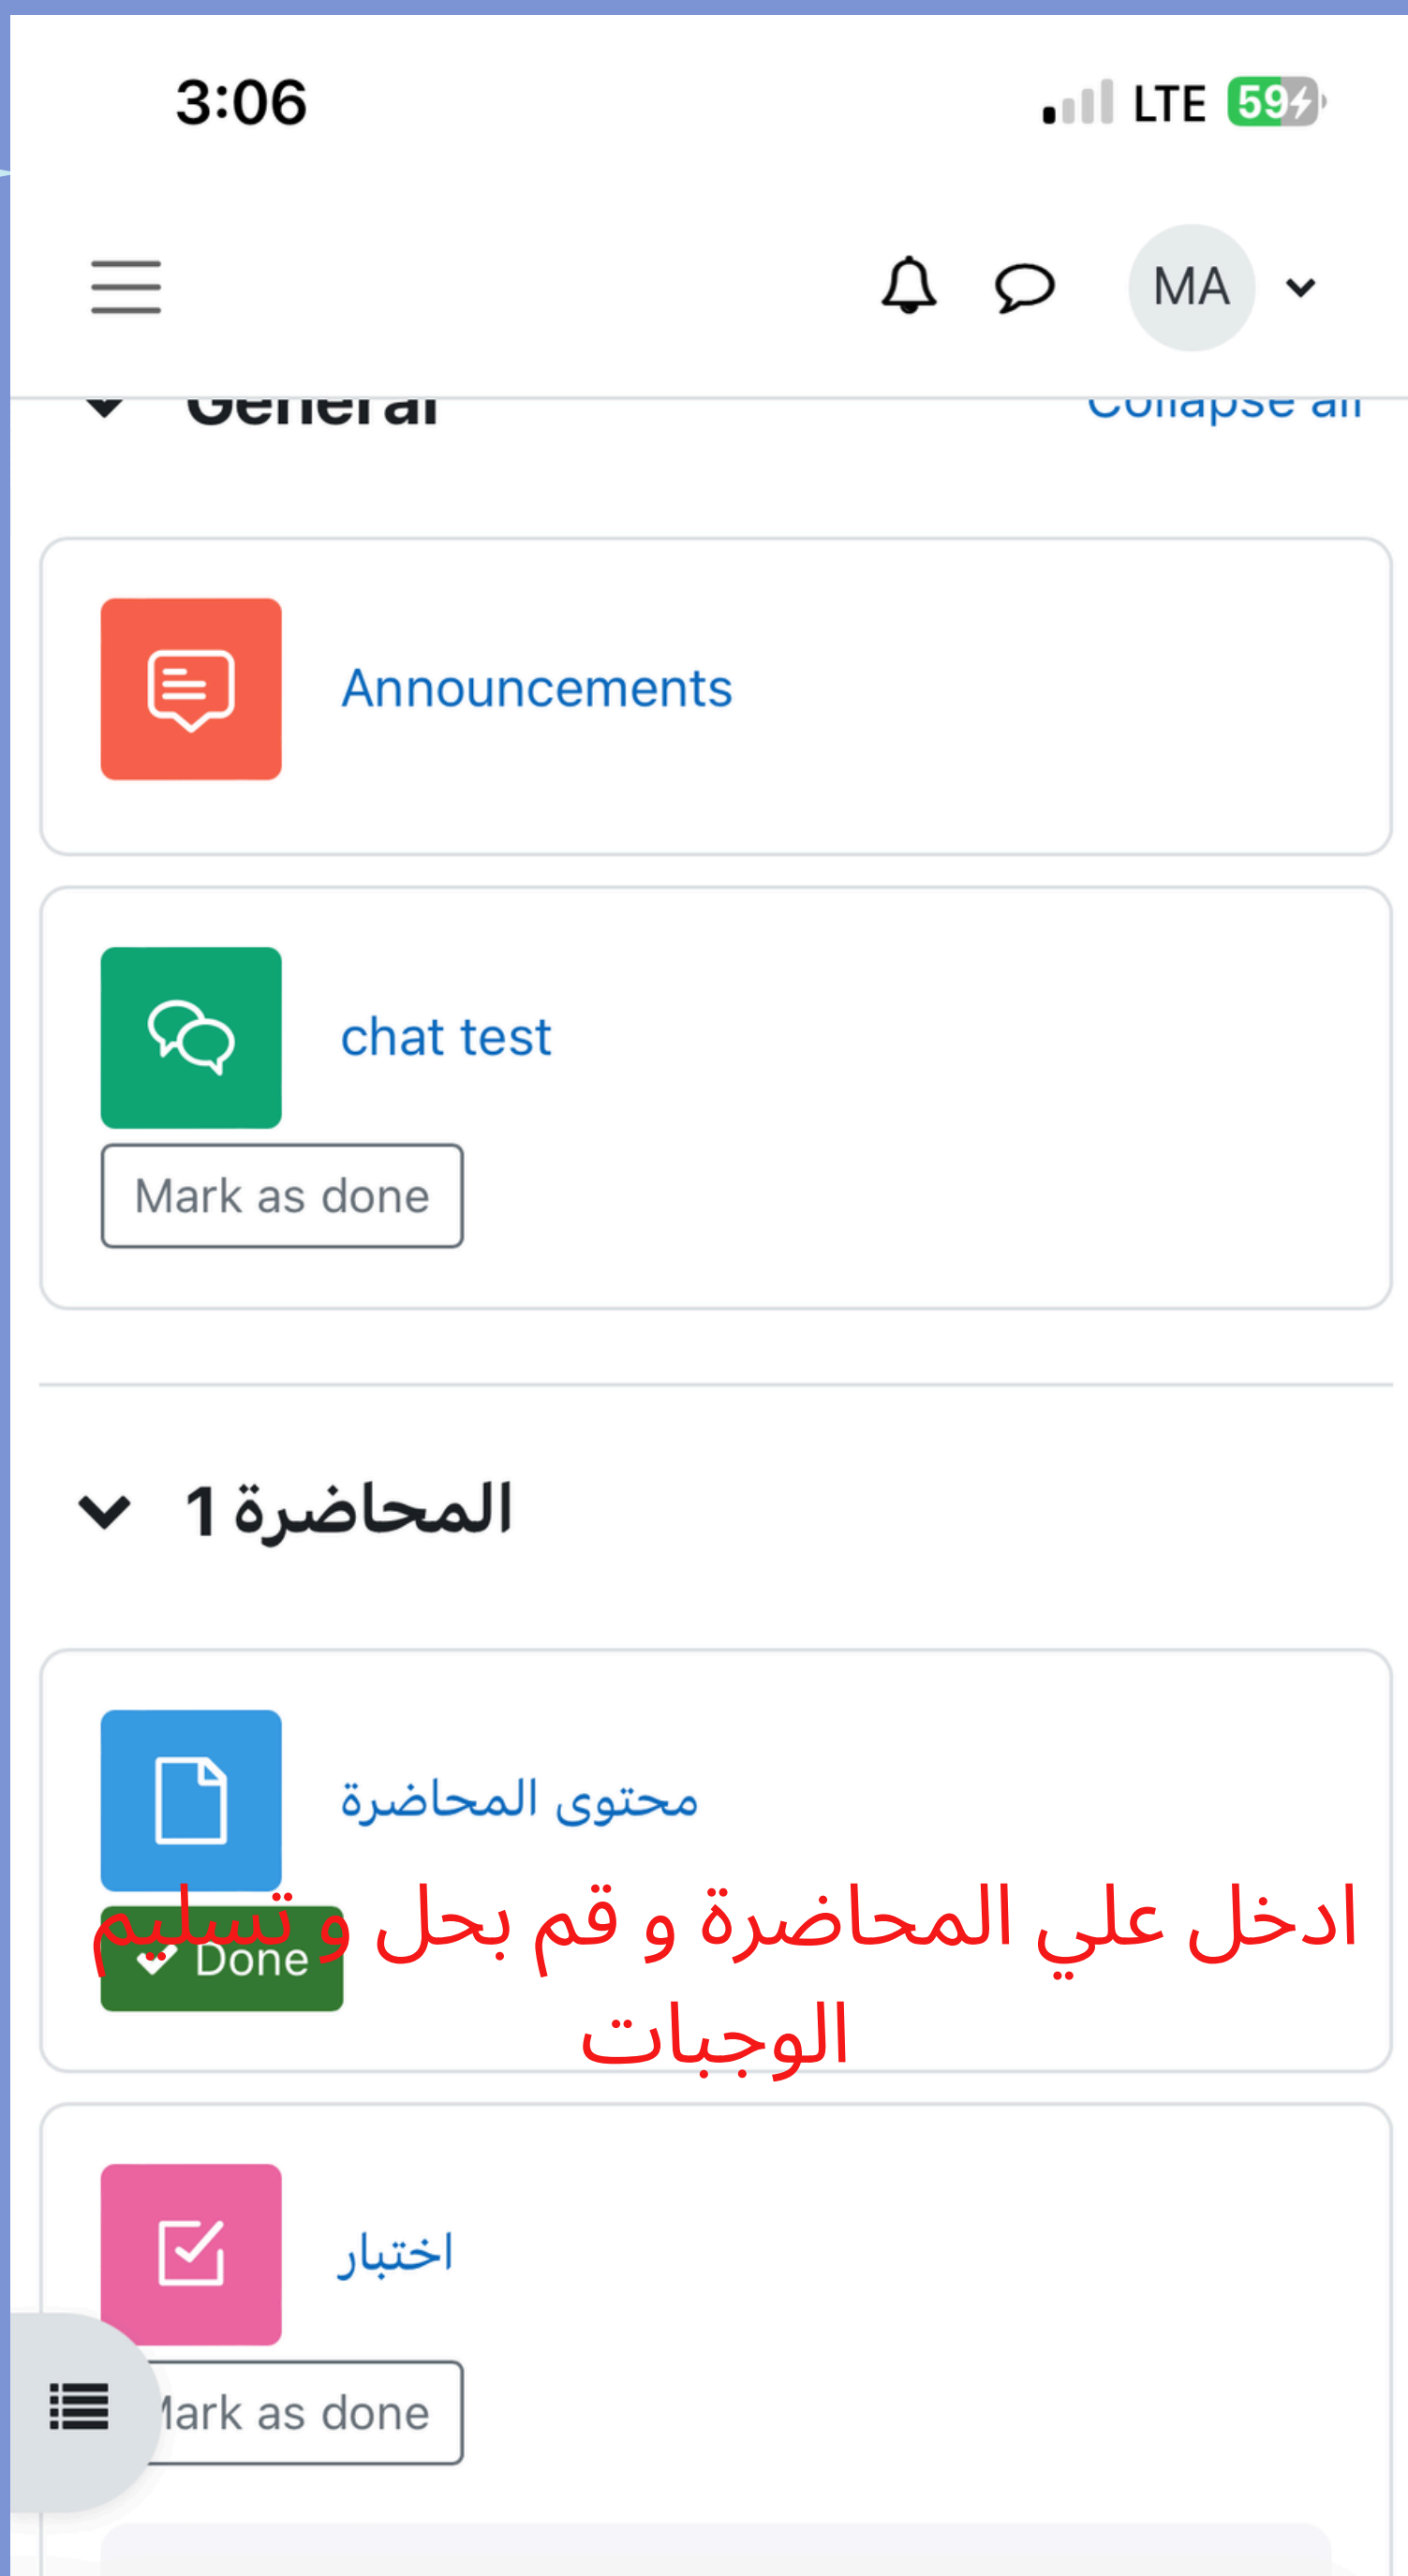 3:06
LTE 59
MA
General
Collapse all
Announcements
chat test
Mark as done
المحاضرة 1
محتوى المحاضرة
ادخل علي المحاضرة و قم بحل و تسليم
Done
الوجبات
اختبار
Mark as done